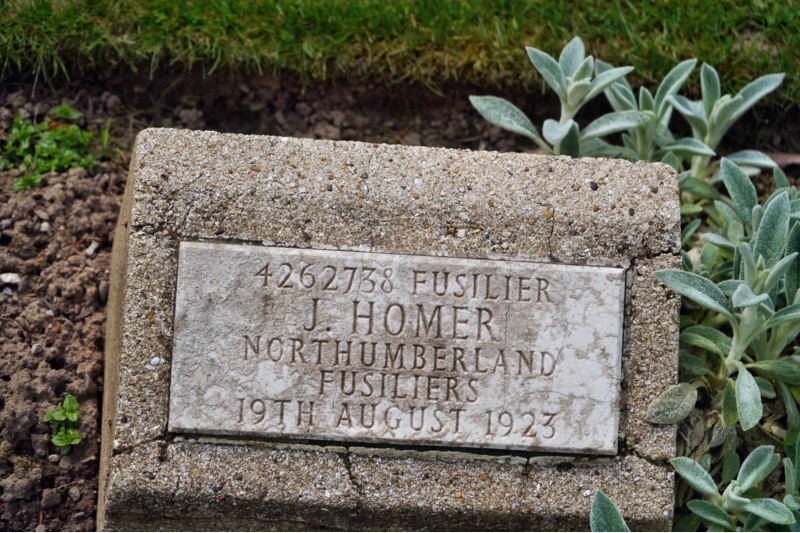 4262738 FUSILIER
J. HOMER
NORTHUMBERLAND
FUSILIERS
19TH AUGUST 1923